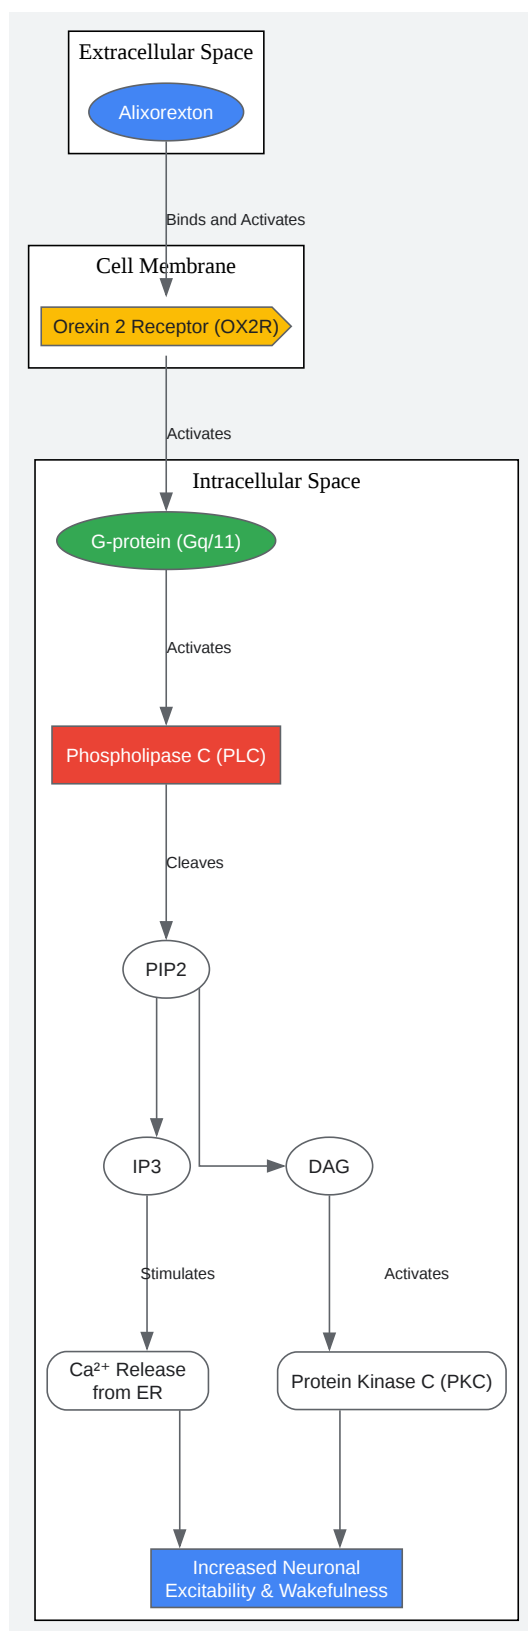 Extracellular Space
Alixorexton
Binds and Activates
Cell Membrane
Orexin 2 Receptor (OX2R)
Activates
Intracellular Space
G-protein (Gq/11)
Activates
Phospholipase C (PLC)
Cleaves
PIP2
IP3
DAG
Stimulates
Activates
Ca²⁺ Release
from ER
Protein Kinase C (PKC)
Increased Neuronal
Excitability & Wakefulness